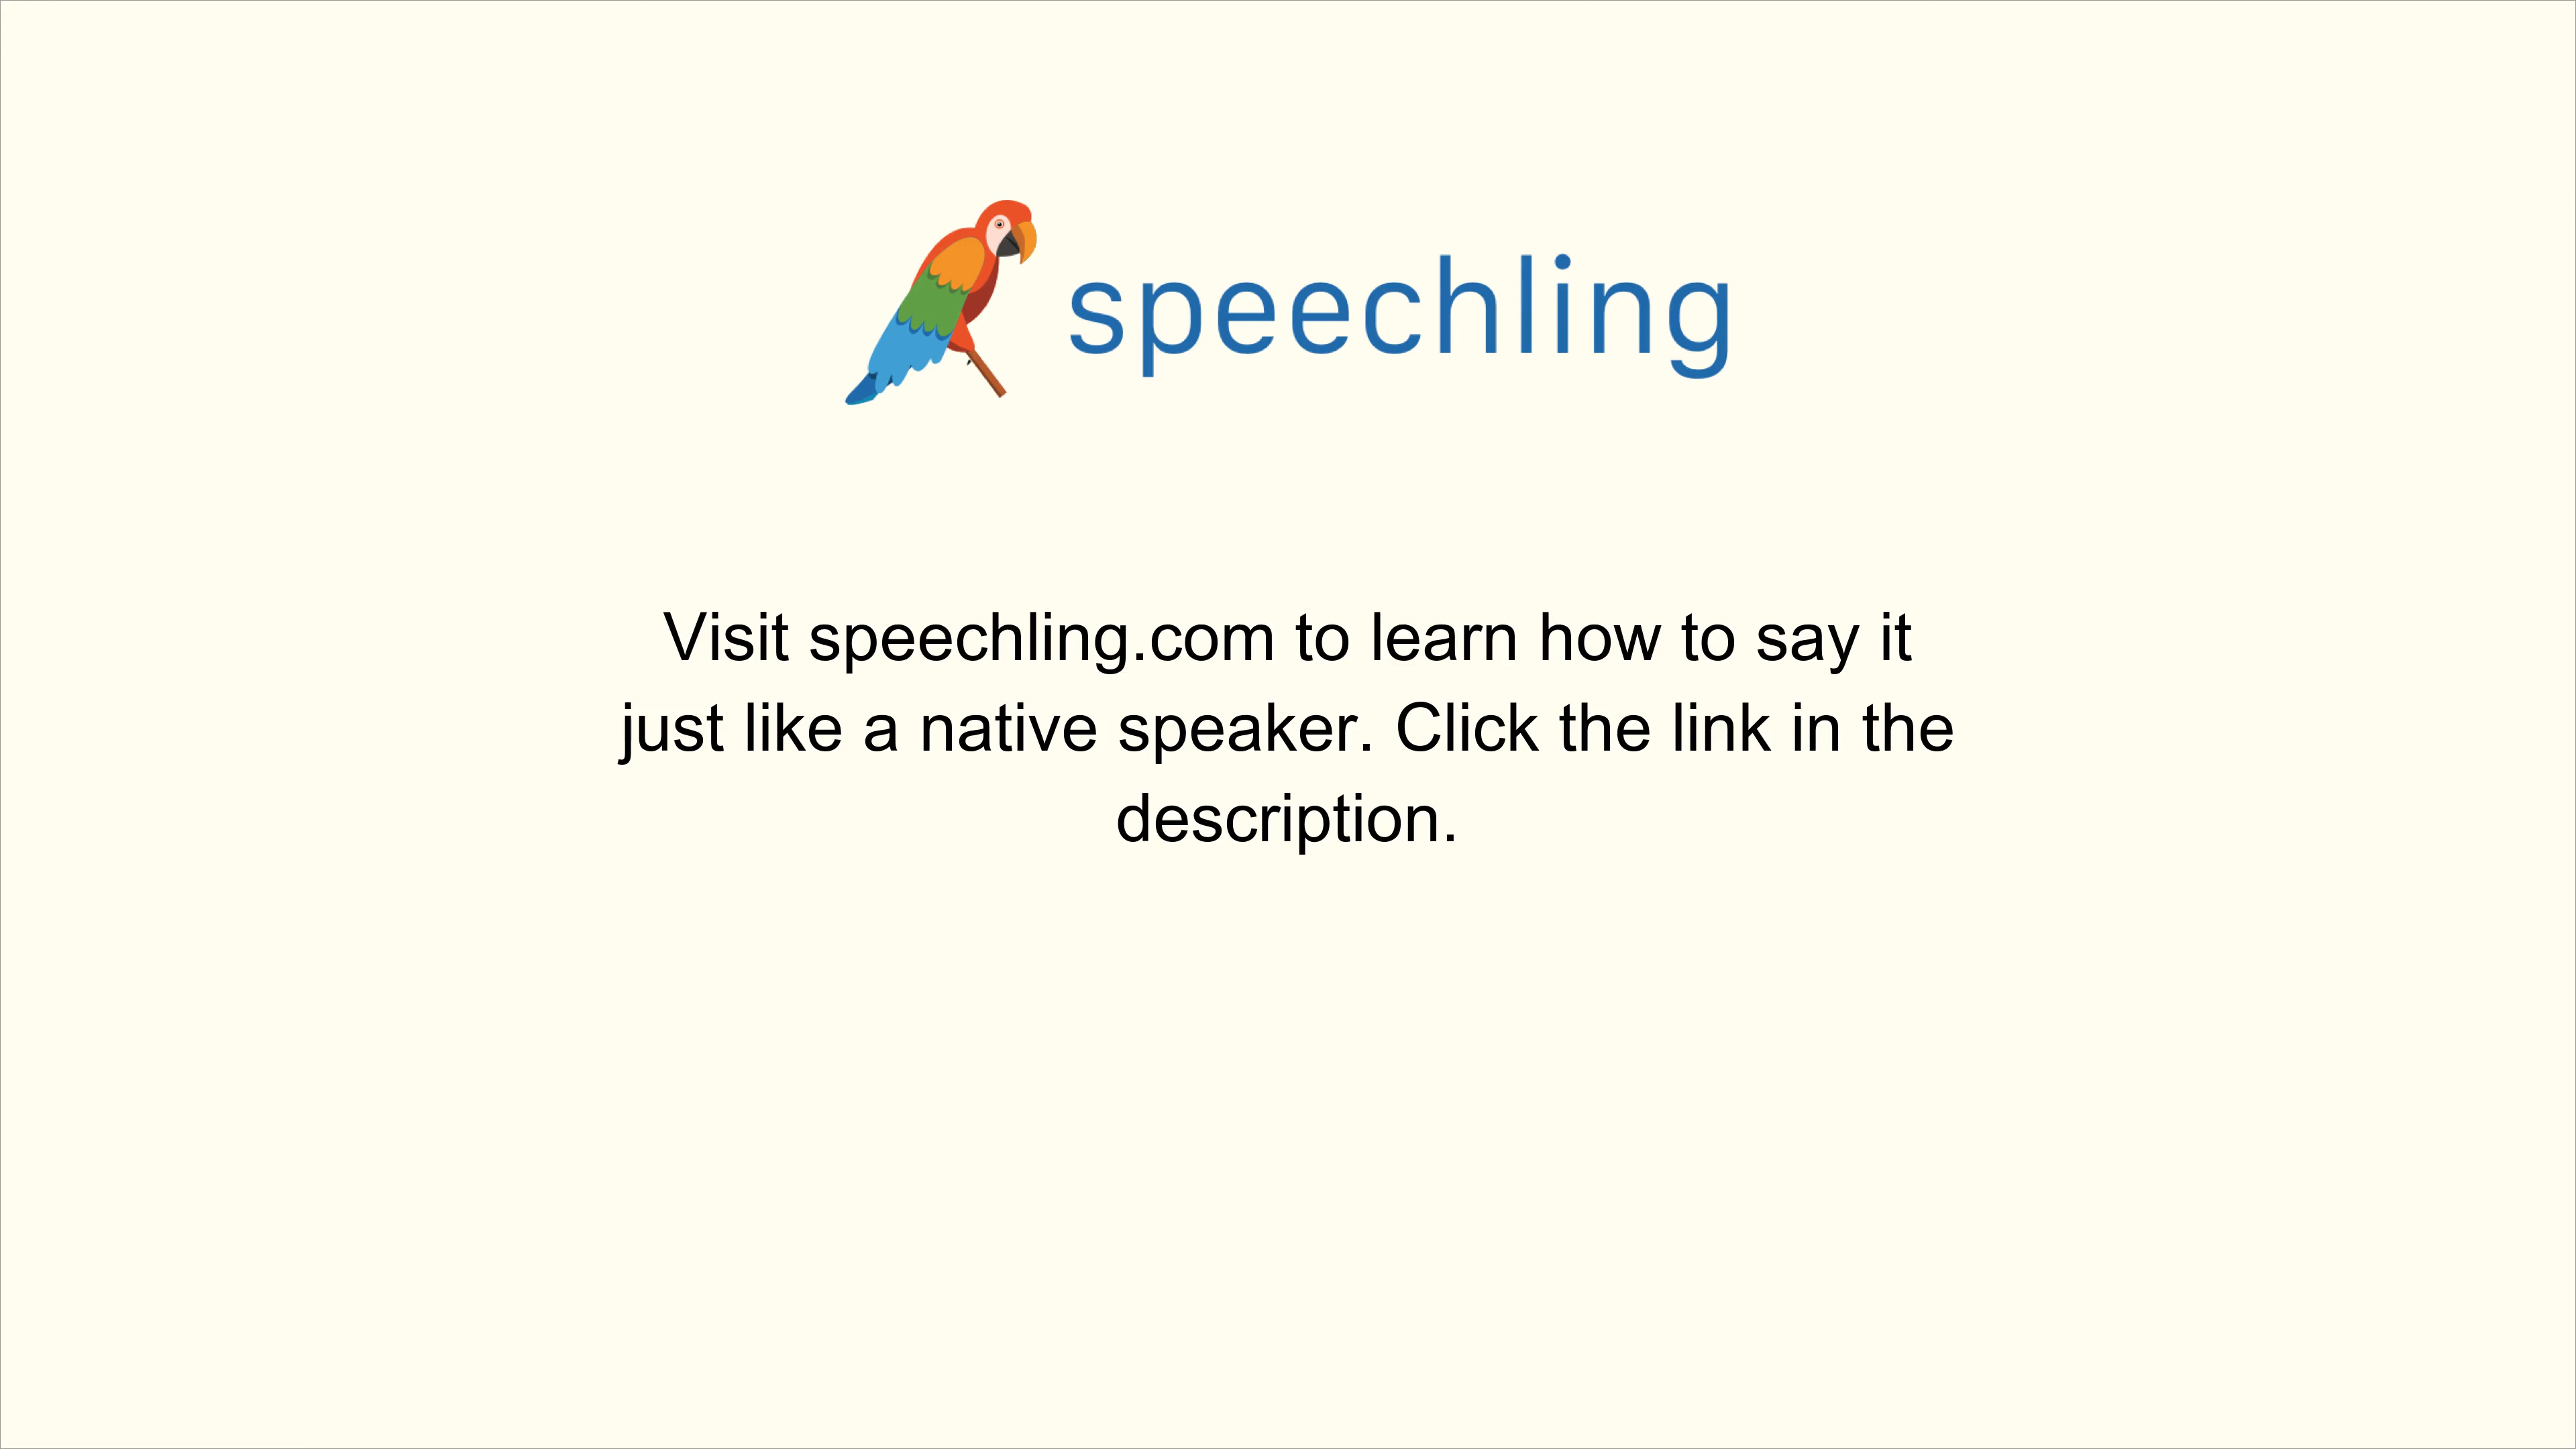 speechling
Visit speechling.com to learn how to say it
just like a native speaker. Click the link in the
description.